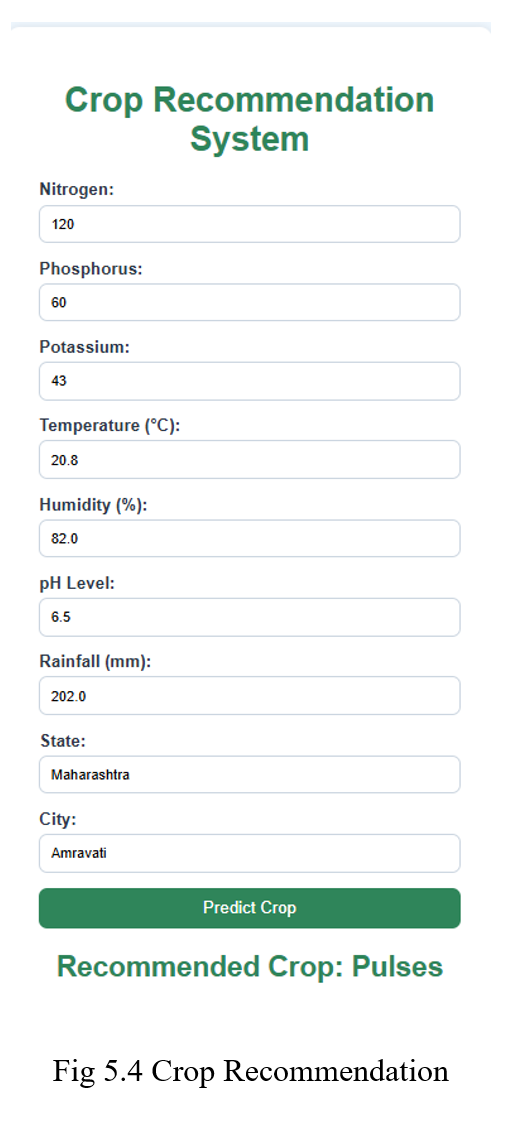 Crop Recommendation
System
Nitrogen:
120
Phosphorus:
60
Potassium:
43
Temperature (°C):
20.8
Humidity (%):
82.0
pH Level:
6.5
Rainfall (mm):
202.0
State:
Maharashtra
City:
Amravati
Predict Crop
Recommended Crop: Pulses
Fig 5.4 Crop Recommendation